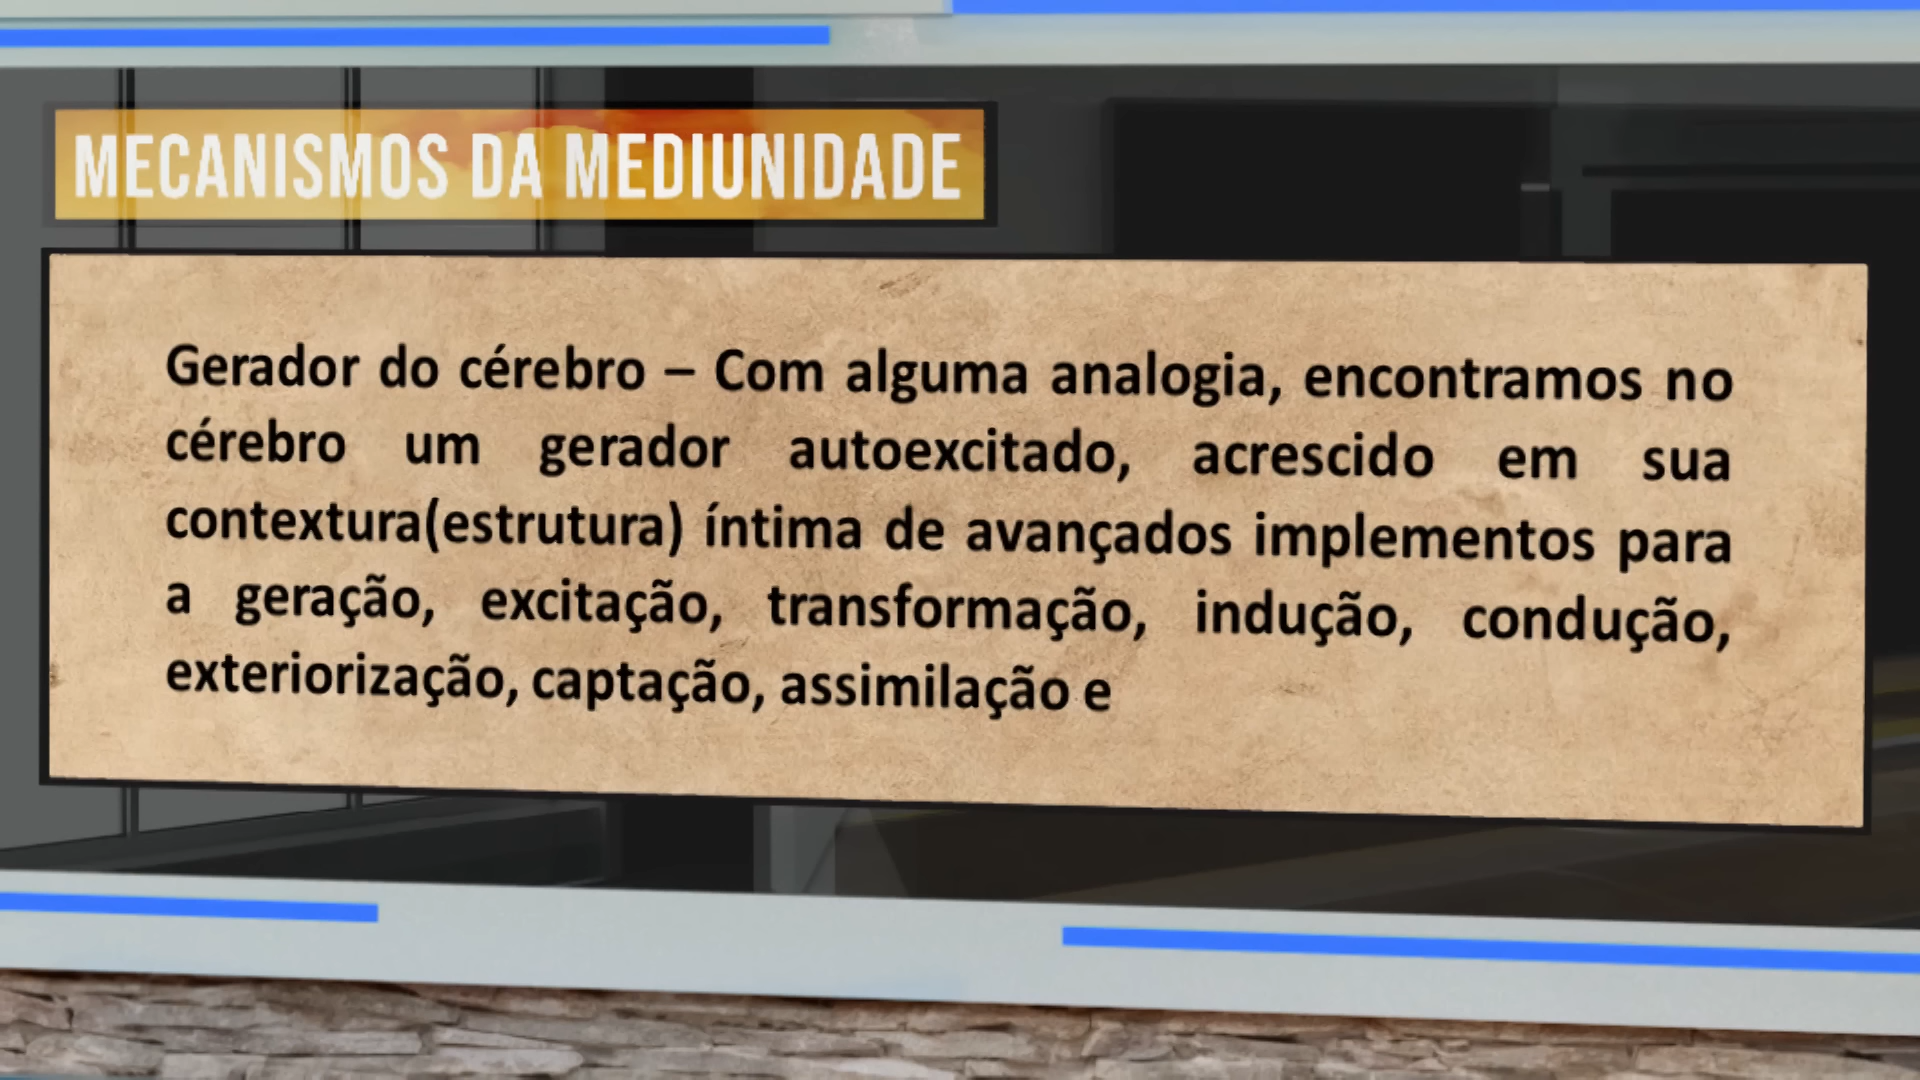 MECANISMOS DA MEDIUNIDADE
Gerador do cérebro – Com alguma analogia, encontramos no
cérebro um gerador autoexcitado, acrescido em sua
contextura(estrutura) íntima de avançados implementos para
a geração, excitação, transformação, indução, condução,
exteriorização, captação, assimilação e